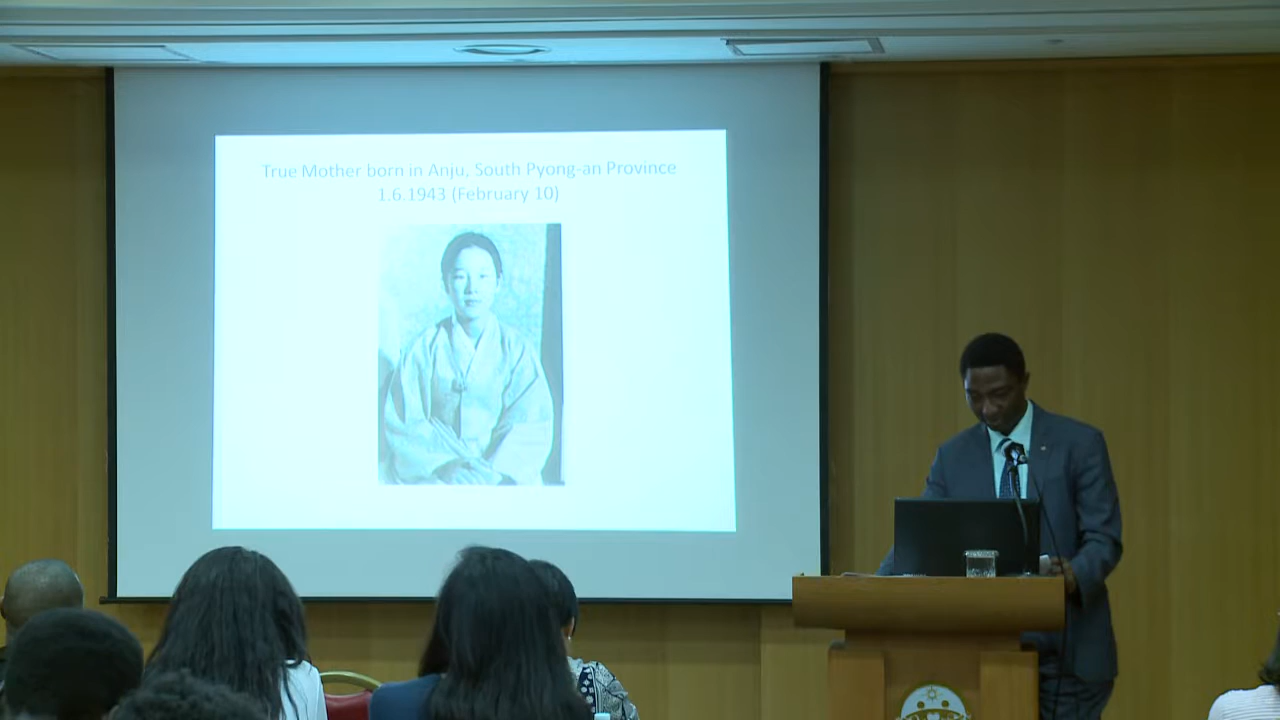 True Mother born in Anju, South Pyong-an Province
1.6.1943 (February 10)